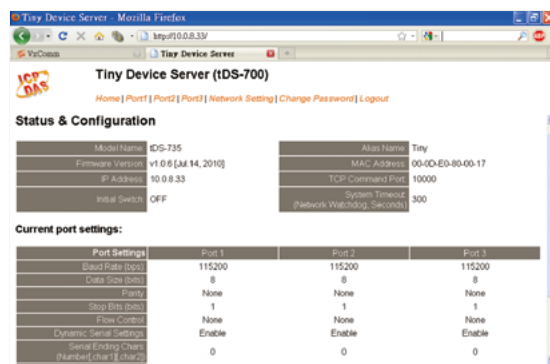 Tiny Device Server - Mozilla Firefox
http://10.0.8.33/
VxComm Tiny Device Server
ICP DAS
Tiny Device Server (tDS-700)
Home | Port1 | Port2 | Port3 | Network Setting | Change Password | Logout
Status & Configuration
Model Name: tDS-735 Alias Name: Tiny
Firmware Version: v1.0.6 [Jul.14, 2010] MAC Address: 00-0D-E0-80-00-17
IP Address: 10.0.8.33 TCP Command Port: 10000
Initial Switch: OFF System Timeout: (Network Watchdog, Seconds) 300
Current port settings:
Port Settings Port 1 Port 2 Port 3
Baud Rate (bps): 115200 115200 115200
Data Size (bits): 8 8 8
Parity: None None None
Stop Bits (bits): 1 1 1
Flow Control: None None None
Dynamic Serial Settings: Enable Enable Enable
Serial Ending Chars: (Number[,char1][,char2]) 0 0 0